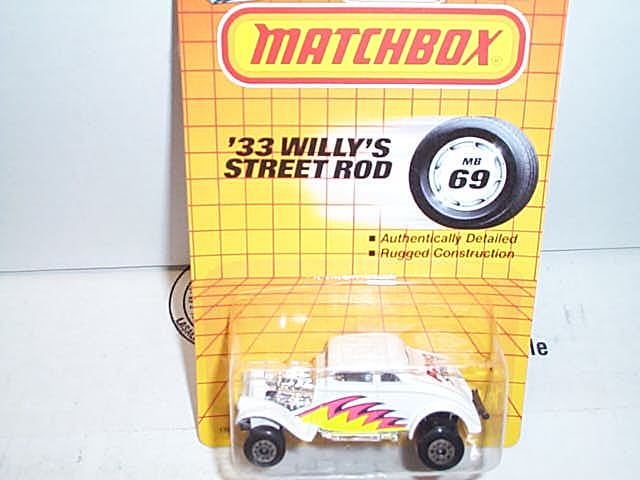 MATCHBOX®
'33 WILLY'S
STREET ROD
MB
69
▪ Authentically Detailed
▪ Rugged Construction
le